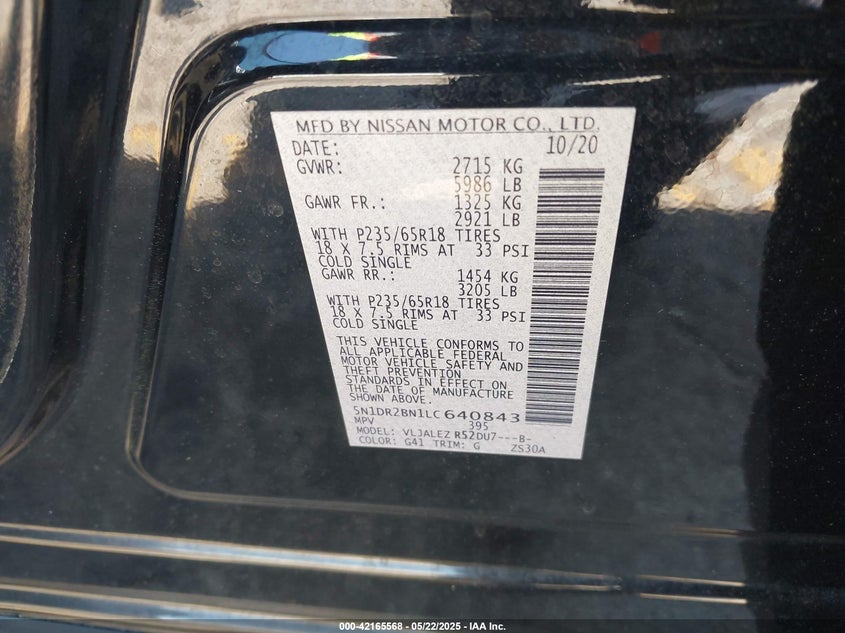 MFD BY NISSAN MOTOR CO., LTD.
DATE: 10/20
GVWR: 2715 KG
5986 LB
GAWR FR.: 1325 KG
2921 LB
WITH P235/65R18 TIRES
18 X 7.5 RIMS AT 33 PSI
COLD SINGLE
GAWR RR.: 1454 KG
3205 LB
WITH P235/65R18 TIRES
18 X 7.5 RIMS AT 33 PSI
COLD SINGLE
THIS VEHICLE CONFORMS TO
ALL APPLICABLE FEDERAL
MOTOR VEHICLE SAFETY AND
THEFT PREVENTION
STANDARDS IN EFFECT ON
THE DATE OF MANUFACTURE
SHOWN ABOVE.
5N1DR2BN1LC640843
MPV 395
MODEL: VLJALEZ R52DU7---B-
COLOR: G41 TRIM: G ZS30A
000-42165568 - 05/22/2025 - IAA Inc.